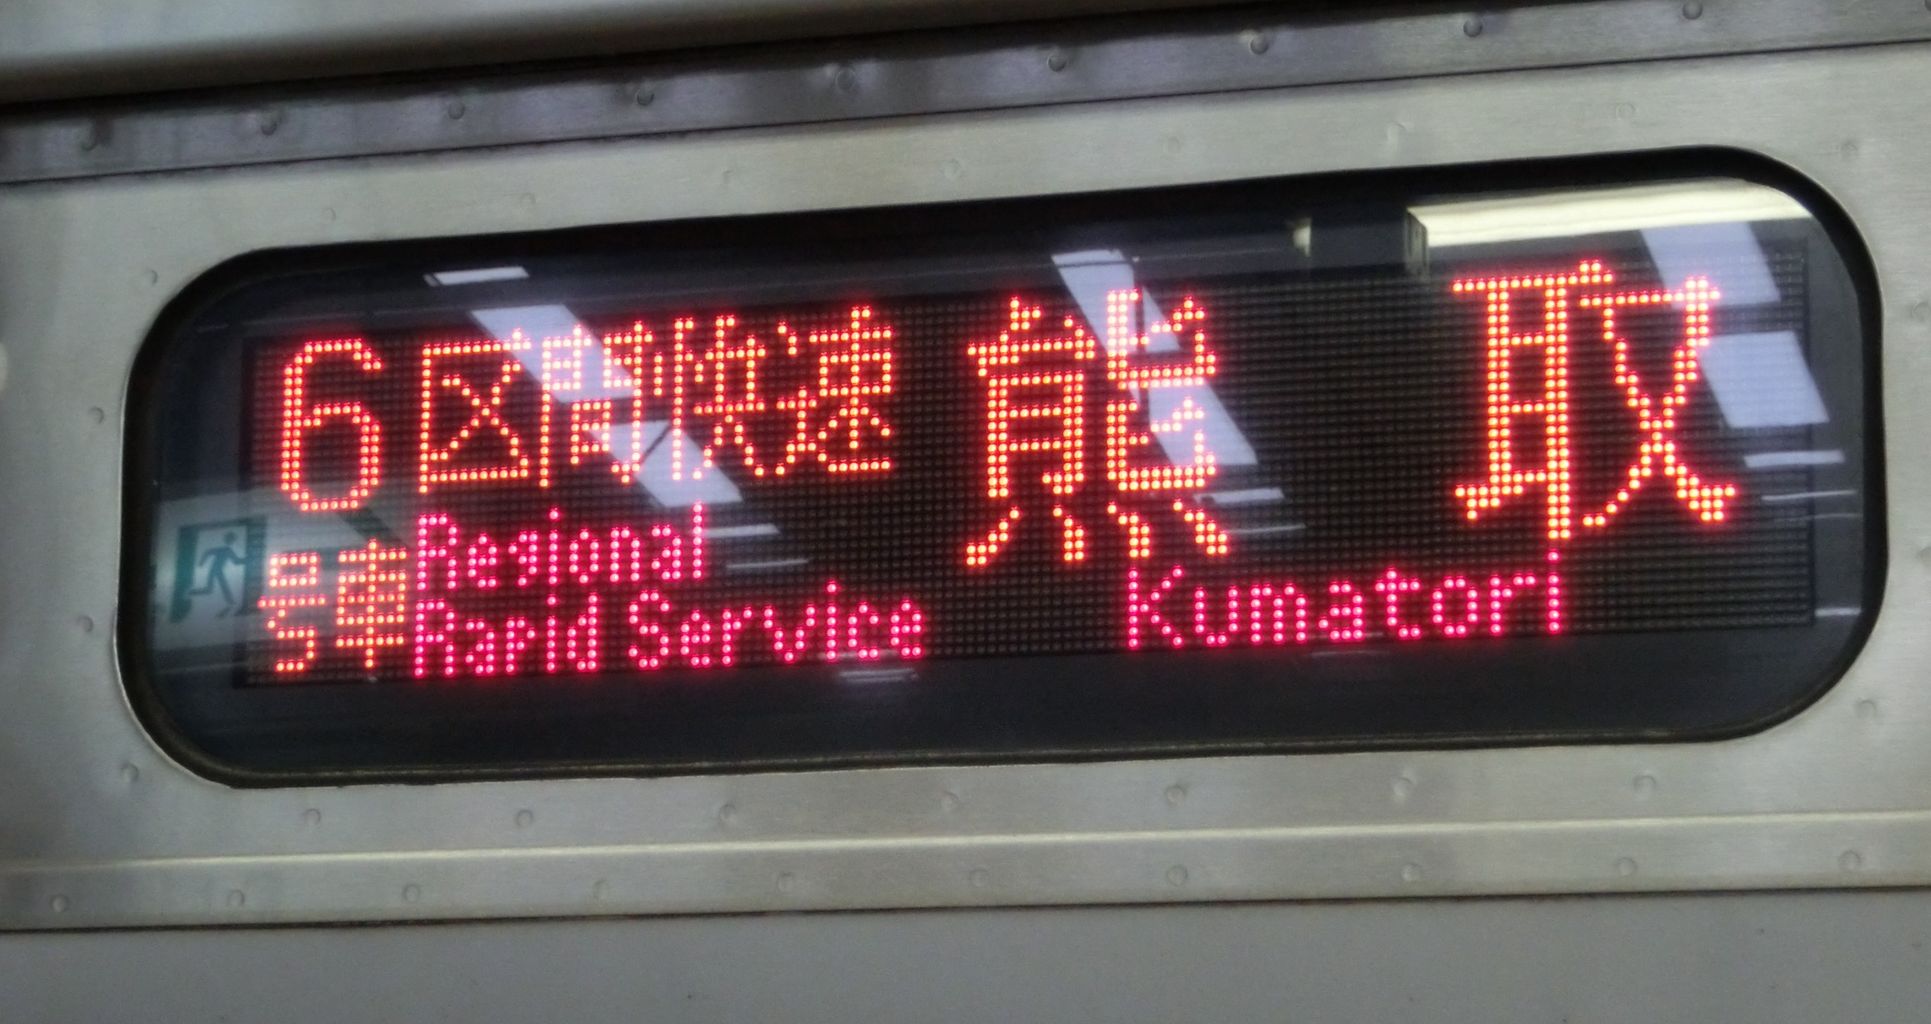 6号車
区間快速
Regional
Rapid Service
熊取
Kumatori